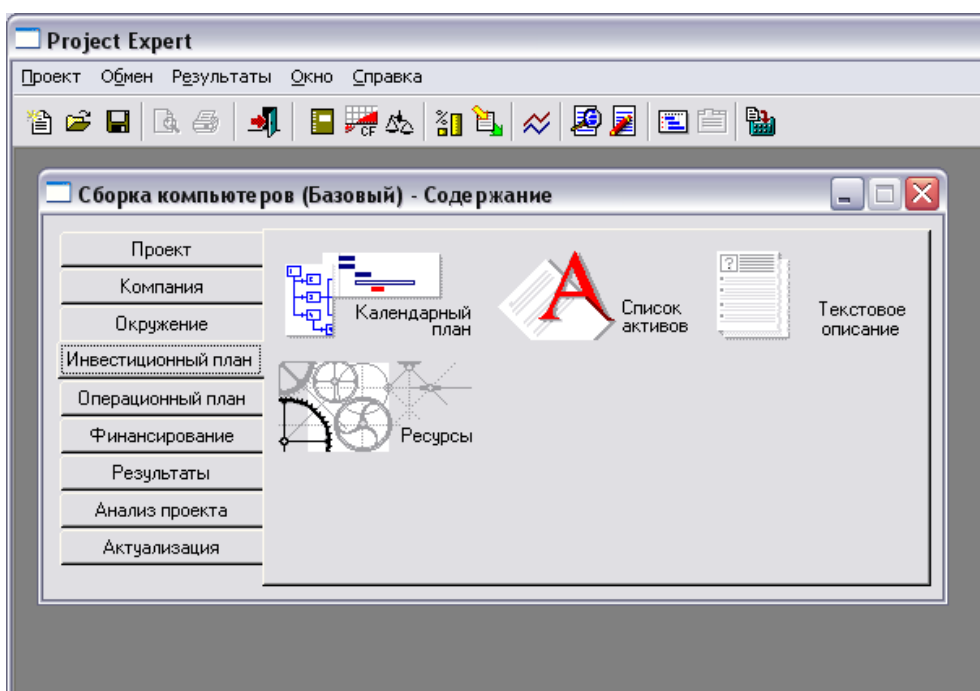 Project Expert
Проект Обмен Результаты Окно Справка
CF
Сборка компьютеров (Базовый) - Содержание
Проект
Компания
Окружение
Инвестиционный план
Операционный план
Финансирование
Результаты
Анализ проекта
Актуализация
Календарный
план
Список
активов
Текстовое
описание
Ресурсы